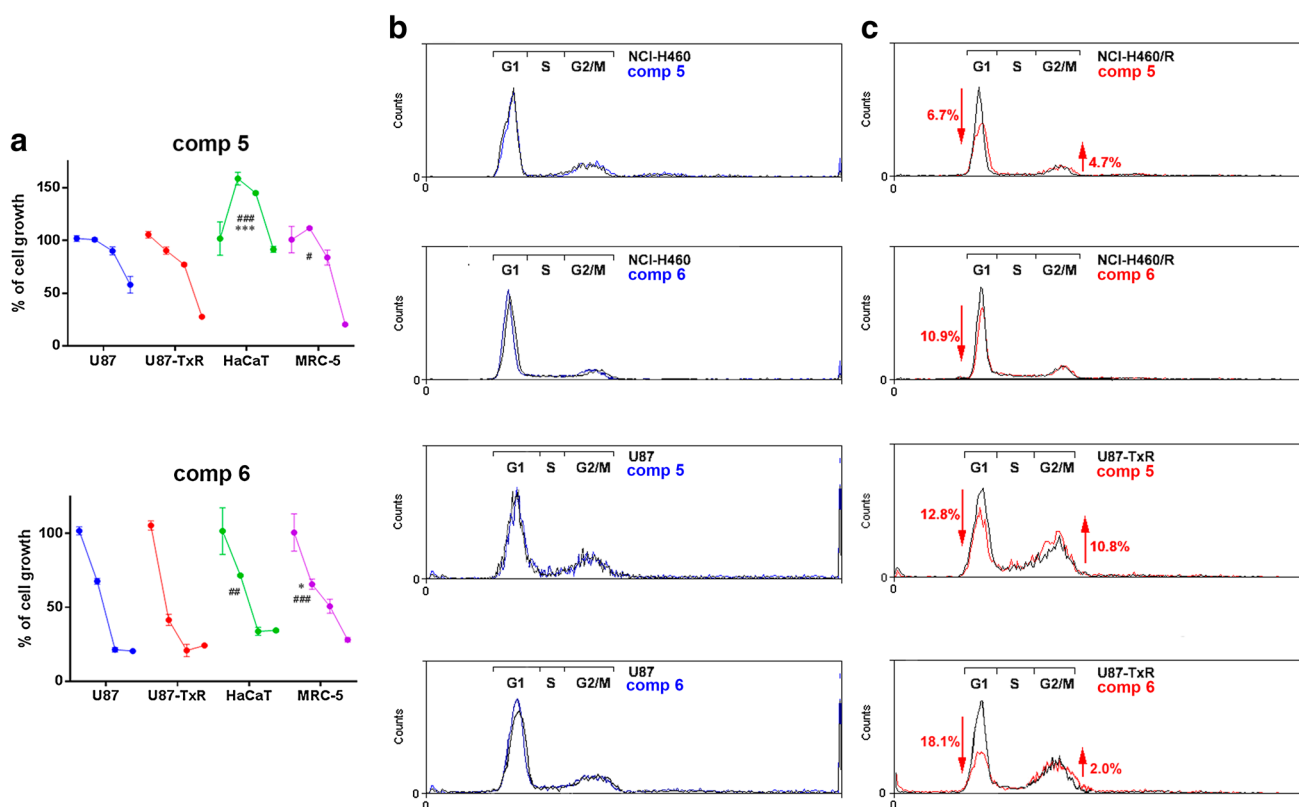 a
comp 5
% of cell growth
150
100
50
0
###
***
#
U87 U87-TxR HaCaT MRC-5
comp 6
% of cell growth
100
50
0
##
*
###
U87 U87-TxR HaCaT MRC-5
b
NCI-H460
comp 5
G1 S G2/M
Counts
0
0
NCI-H460
comp 6
G1 S G2/M
Counts
0
0
U87
comp 5
G1 S G2/M
Counts
0
0
U87
comp 6
G1 S G2/M
Counts
0
0
c
NCI-H460/R
comp 5
G1 S G2/M
Counts
6.7%
4.7%
0
0
NCI-H460/R
comp 6
G1 S G2/M
Counts
10.9%
0
0
U87-TxR
comp 5
G1 S G2/M
Counts
12.8%
10.8%
0
0
U87-TxR
comp 6
G1 S G2/M
Counts
18.1%
2.0%
0
0